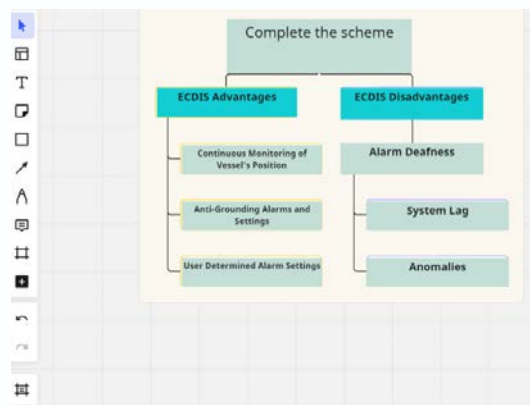 Complete the scheme
ECDIS Advantages
ECDIS Disadvantages
Continuous Monitoring of
Vessel's Position
Alarm Deafness
Anti-Grounding Alarms and
Settings
System Lag
User Determined Alarm Settings
Anomalies
T